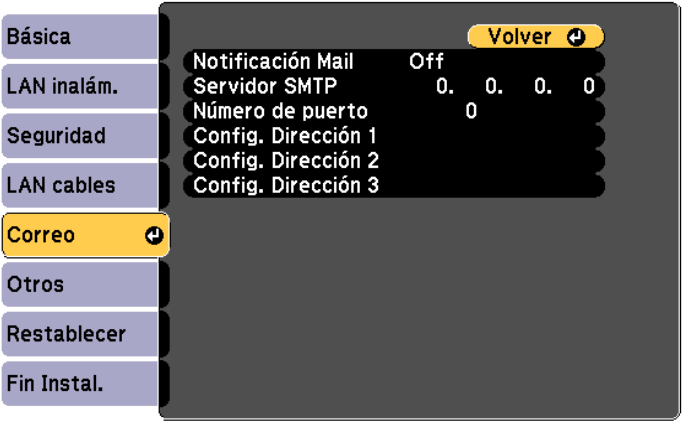 Básica
LAN inalám.
Seguridad
LAN cables
Correo
Otros
Restablecer
Fin Instal.
Volver
Notificación Mail Off
Servidor SMTP 0. 0. 0. 0
Número de puerto 0
Config. Dirección 1
Config. Dirección 2
Config. Dirección 3